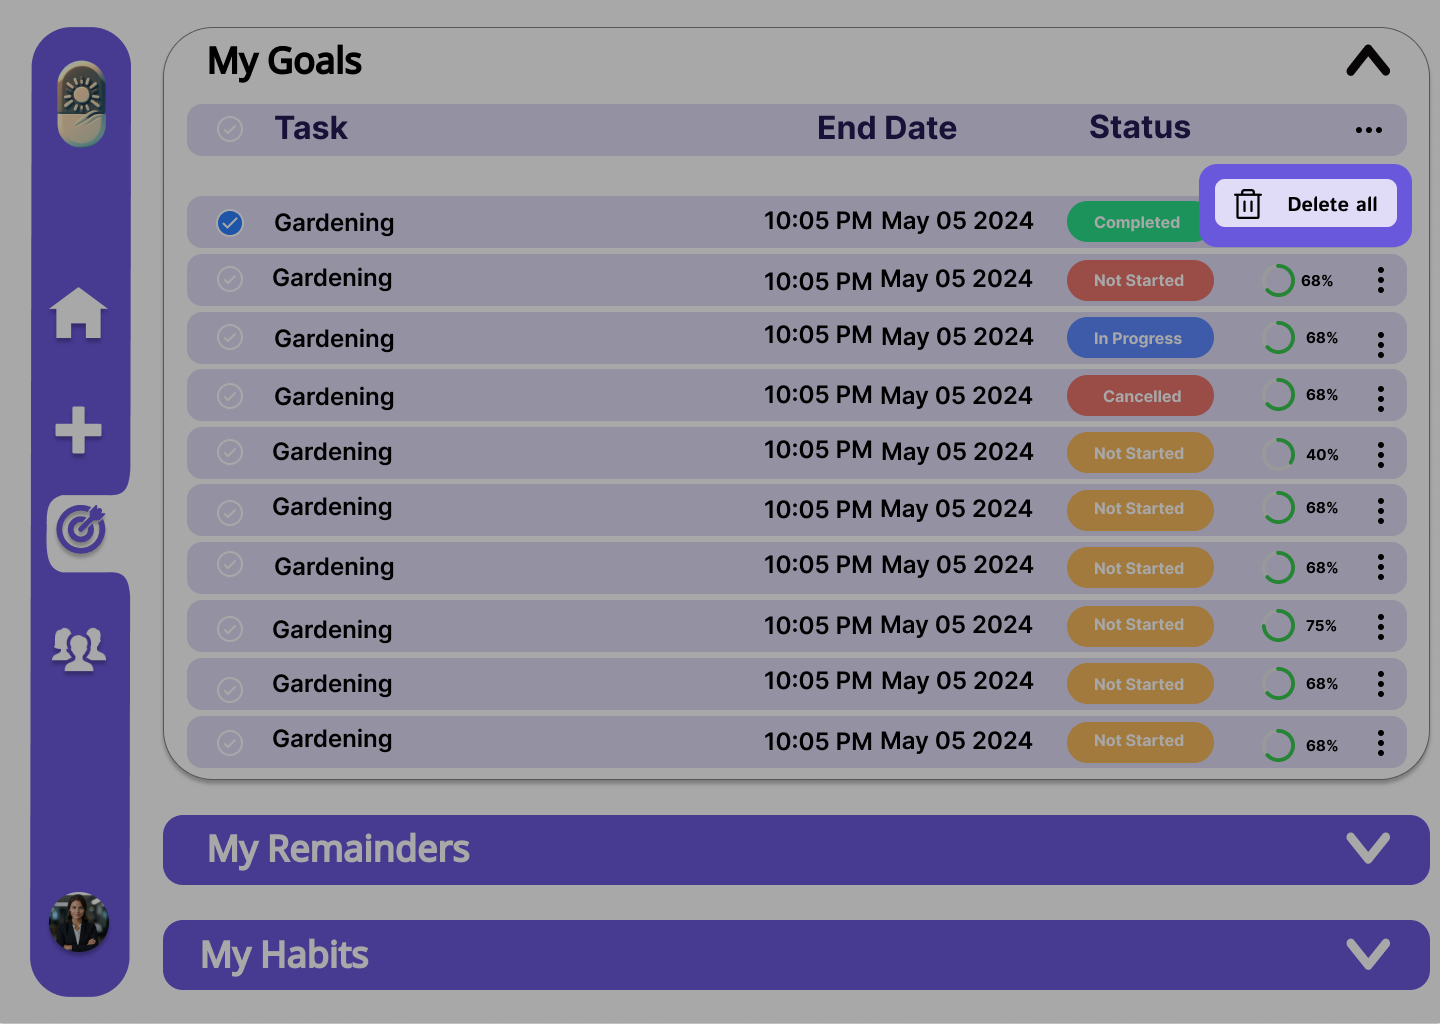 My Goals
Task End Date Status
Delete all
Gardening 10:05 PM May 05 2024 Completed
Gardening 10:05 PM May 05 2024 Not Started 68%
Gardening 10:05 PM May 05 2024 In Progress 68%
Gardening 10:05 PM May 05 2024 Cancelled 68%
Gardening 10:05 PM May 05 2024 Not Started 40%
Gardening 10:05 PM May 05 2024 Not Started 68%
Gardening 10:05 PM May 05 2024 Not Started 68%
Gardening 10:05 PM May 05 2024 Not Started 75%
Gardening 10:05 PM May 05 2024 Not Started 68%
Gardening 10:05 PM May 05 2024 Not Started 68%
My Remainders
My Habits